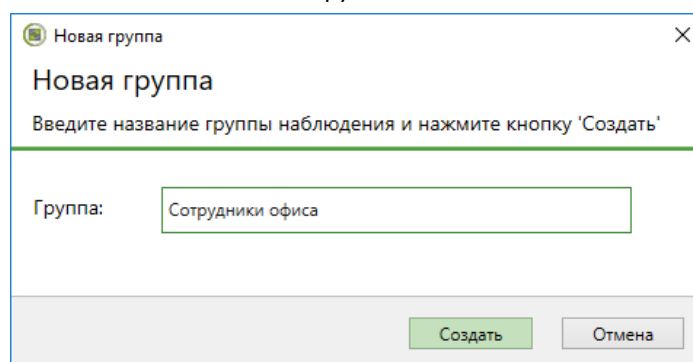 Новая группа
Новая группа
Введите название группы наблюдения и нажмите кнопку 'Создать'
Группа: Сотрудники офиса
Создать Отмена